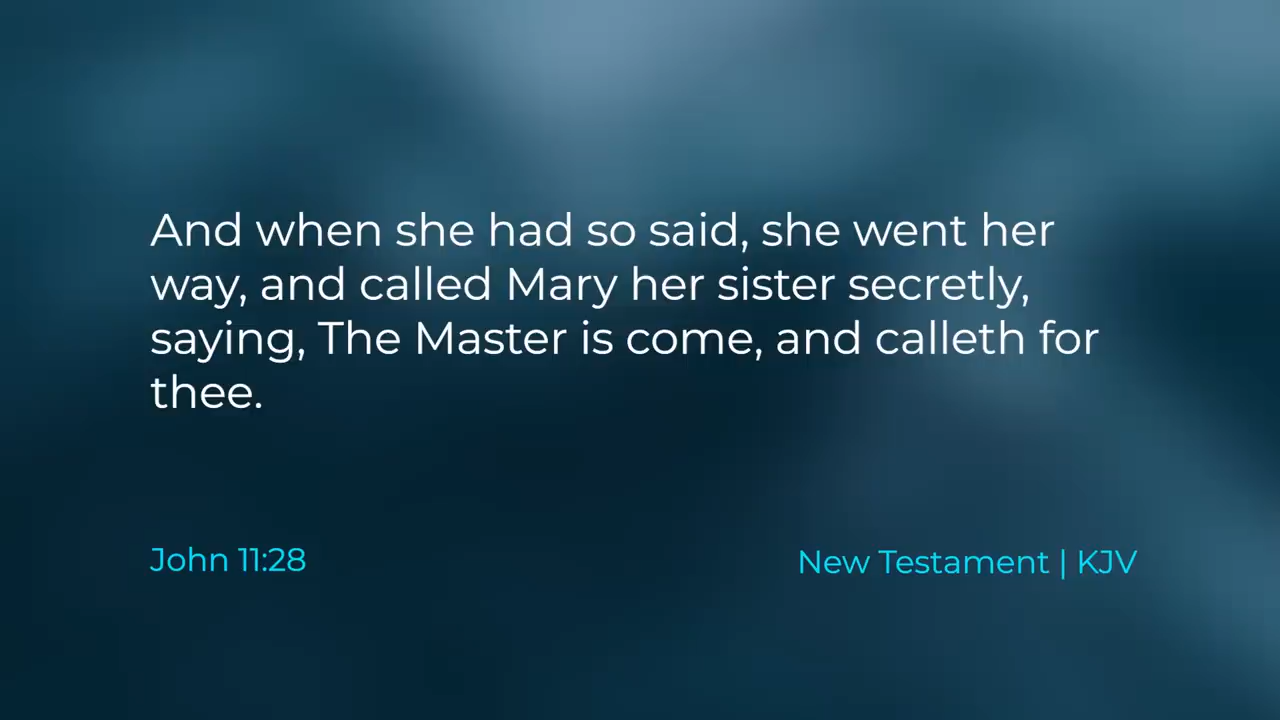 And when she had so said, she went her
way, and called Mary her sister secretly,
saying, The Master is come, and calleth for
thee.
John 11:28
New Testament | KJV